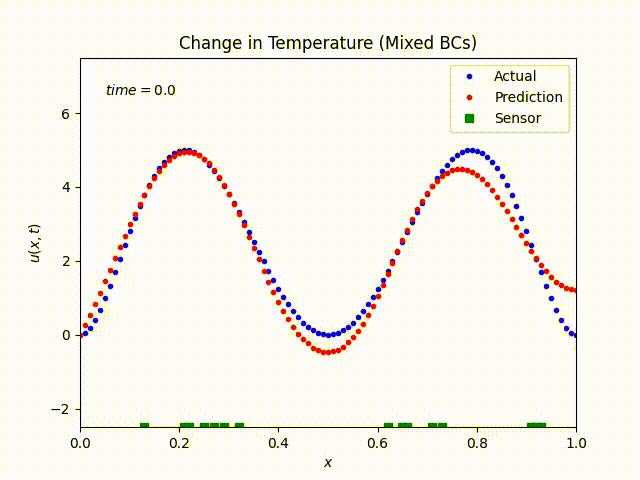 Change in Temperature (Mixed BCs)
time = 0.0
Actual
Prediction
Sensor
6
4
2
0
−2
u(x, t)
0.0 0.2 0.4 0.6 0.8 1.0
x